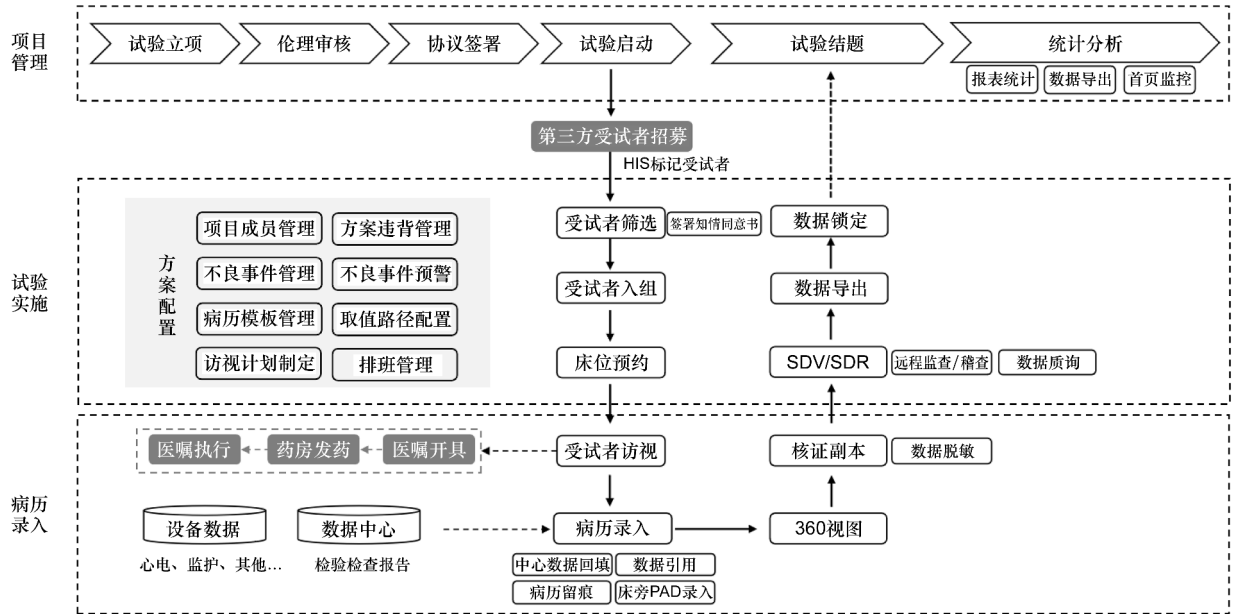 项目
管理
试验立项
伦理审核
协议签署
试验启动
试验结题
统计分析
报表统计
数据导出
首页监控
第三方受试者招募
HIS标记受试者
试验
实施
方案配置
项目成员管理
方案违背管理
不良事件管理
不良事件预警
病历模板管理
取值路径配置
访视计划制定
排班管理
受试者筛选
签署知情同意书
受试者入组
床位预约
数据锁定
数据导出
SDV/SDR
远程监查/稽查
数据质询
病历
录入
医嘱执行
药房发药
医嘱开具
受试者访视
核证副本
数据脱敏
设备数据
心电、监护、其他...
数据中心
检验检查报告
病历录入
360视图
中心数据回填
数据引用
病历留痕
床旁PAD录入